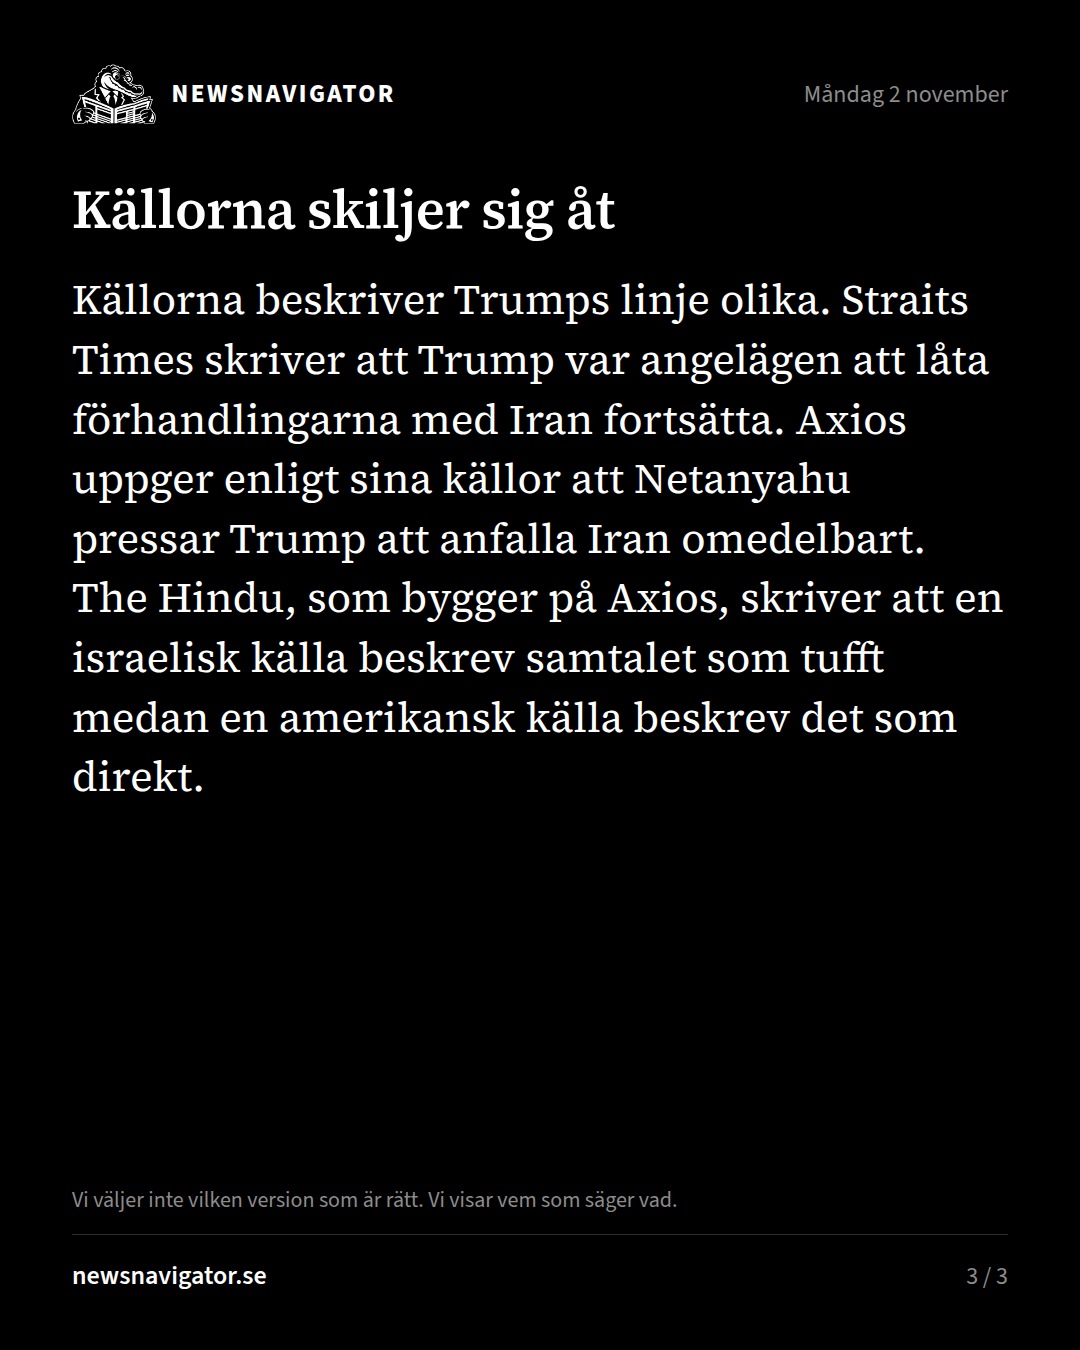 NEWSNAVIGATOR
Måndag 2 november
Källorna skiljer sig åt
Källorna beskriver Trumps linje olika. Straits
Times skriver att Trump var angelägen att låta
förhandlingarna med Iran fortsätta. Axios
uppger enligt sina källor att Netanyahu
pressar Trump att anfalla Iran omedelbart.
The Hindu, som bygger på Axios, skriver att en
israelisk källa beskrev samtalet som tufft
medan en amerikansk källa beskrev det som
direkt.
Vi väljer inte vilken version som är rätt. Vi visar vem som säger vad.
newsnavigator.se
3 / 3